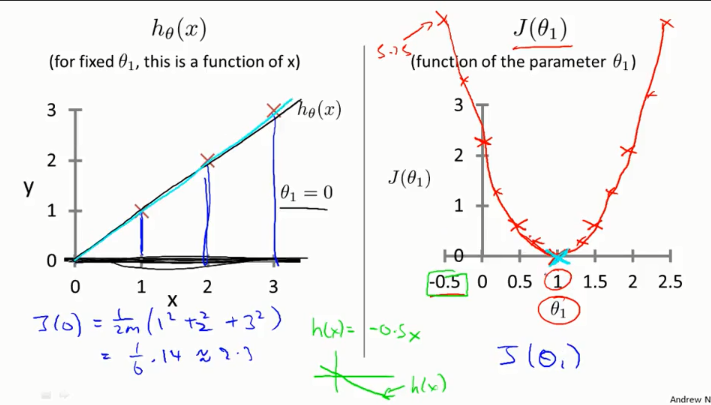 h_θ(x)
(for fixed θ₁, this is a function of x)
3
2
1
0
y
0 1 2 3
x
h_θ(x)
θ₁ = 0
J(0) = 1/2m (1² + 2² + 3²)
= 1/6 · 14 ≈ 2.3
h(x) = -0.5x
h(x)
J(θ₁)
5.25
(function of the parameter θ₁)
3
2
1
0
J(θ₁)
-0.5 0 0.5 1 1.5 2 2.5
θ₁
J(θ₁)
Andrew N